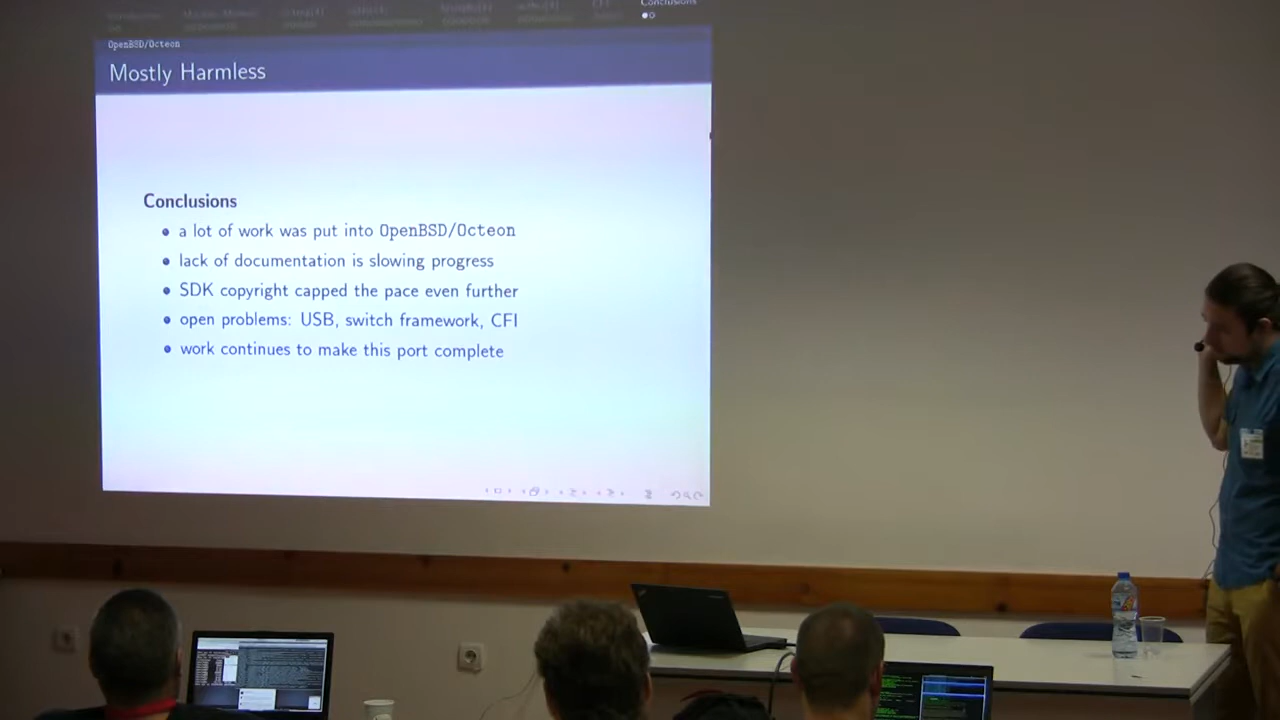 Conclusions
OpenBSD/Octeon
Mostly Harmless
Conclusions
a lot of work was put into OpenBSD/Octeon
lack of documentation is slowing progress
SDK copyright capped the pace even further
open problems: USB, switch framework, CFI
work continues to make this port complete